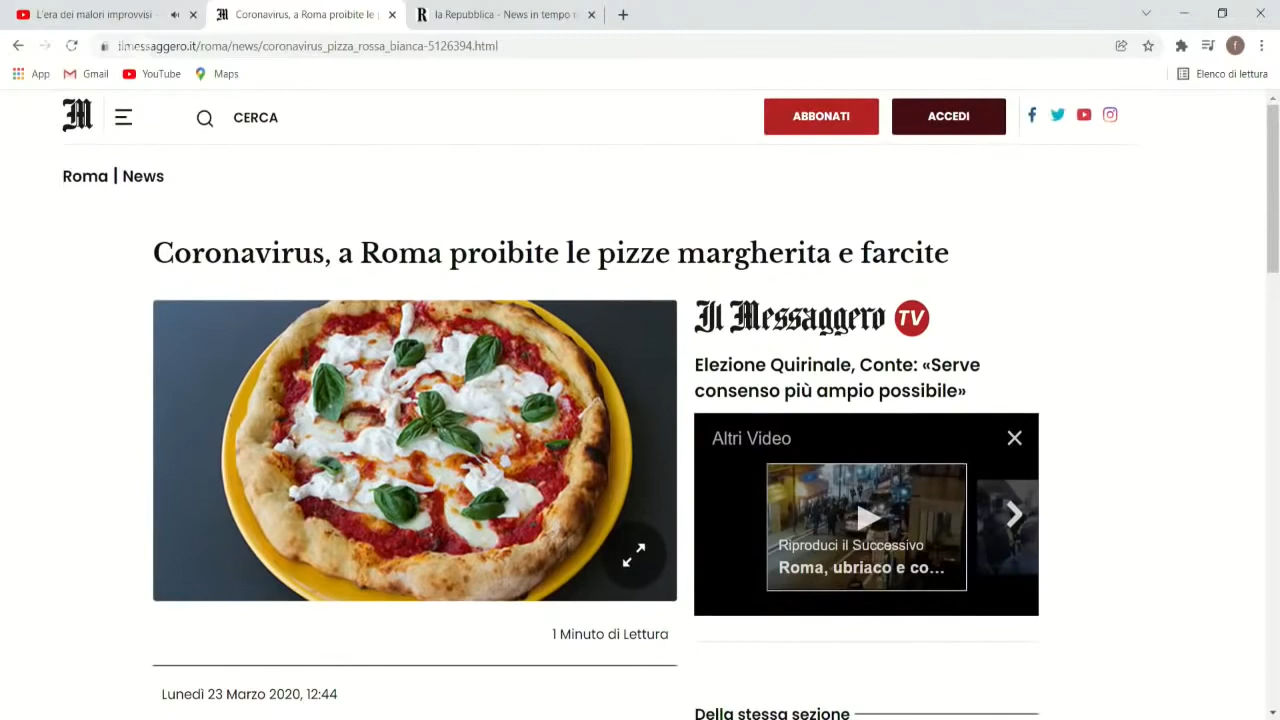 L'era dei malori improvvisi -
Coronavirus, a Roma proibite le
la Repubblica - News in tempo
ilmessaggero.it/roma/news/coronavirus_pizza_rossa_bianca-5126394.html
App
Gmail
YouTube
Maps
Elenco di lettura
M
CERCA
ABBONATI
ACCEDI
Roma | News
Coronavirus, a Roma proibite le pizze margherita e farcite
Il Messaggero TV
Elezione Quirinale, Conte: «Serve
consenso più ampio possibile»
Altri Video
Riproduci il Successivo
Roma, ubriaco e co...
1 Minuto di Lettura
Lunedì 23 Marzo 2020, 12:44
Della stessa sezione